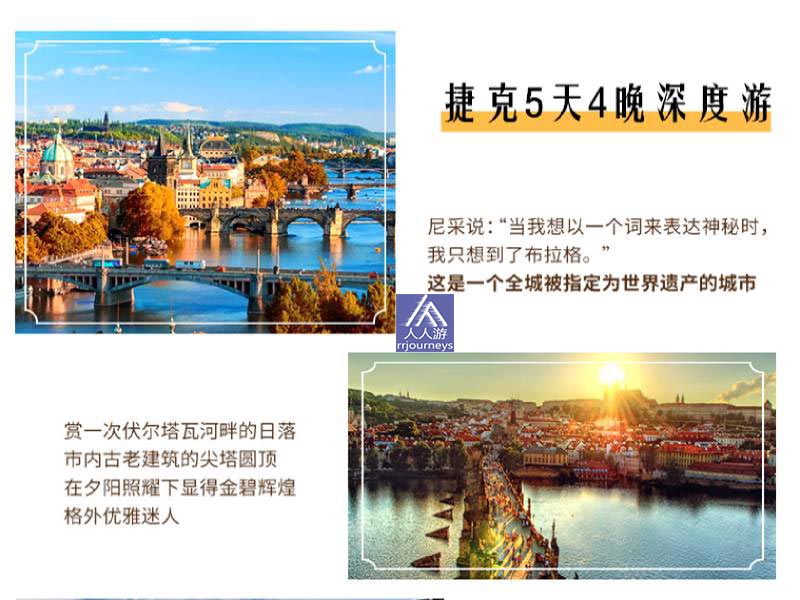 捷克5天4晚深度游
尼采说：“当我想以一个词来表达神秘时，
我只想到了布拉格。”
这是一个全城被指定为世界遗产的城市
人人游
rrjourneys
赏一次伏尔塔瓦河畔的日落
市内古老建筑的尖塔圆顶
在夕阳照耀下显得金碧辉煌
格外优雅迷人